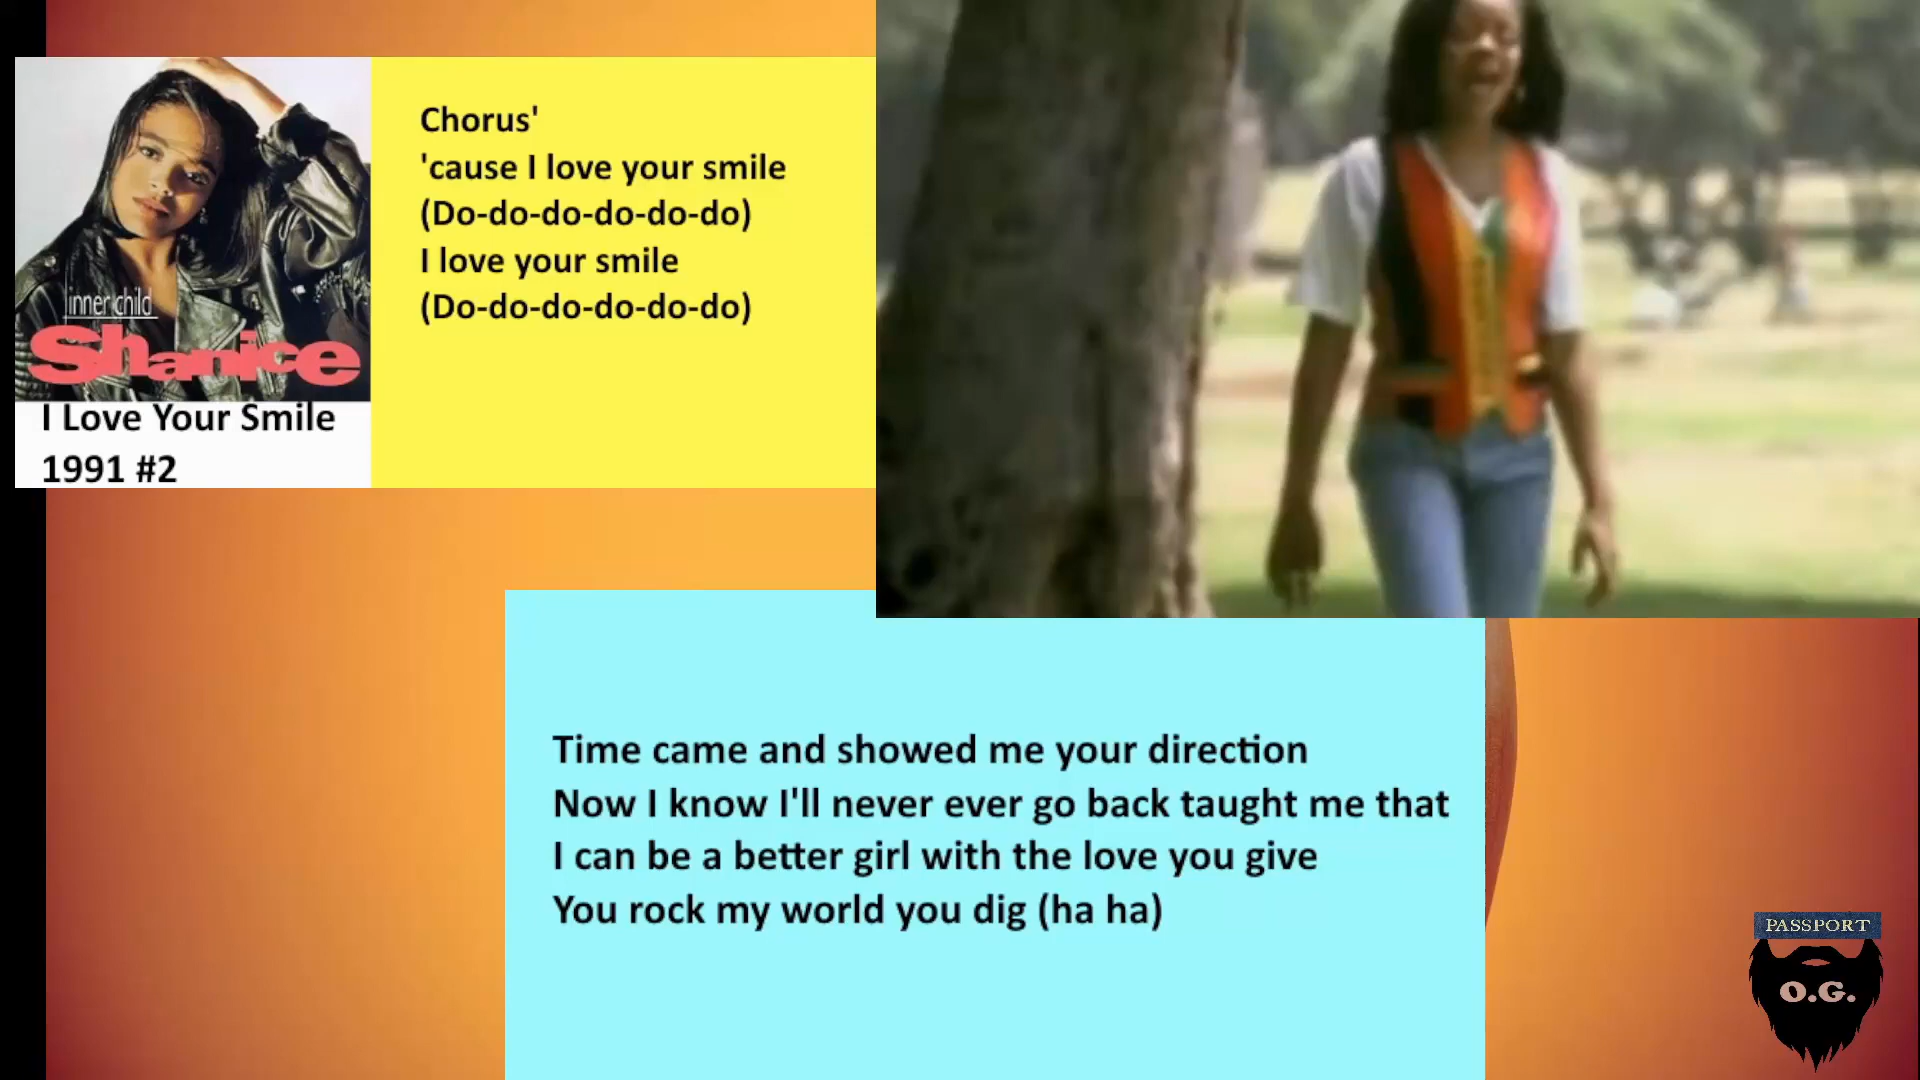 inner child
Shanice
I Love Your Smile
1991 #2
Chorus'
'cause I love your smile
(Do-do-do-do-do-do)
I love your smile
(Do-do-do-do-do-do)
Time came and showed me your direction
Now I know I'll never ever go back taught me that
I can be a better girl with the love you give
You rock my world you dig (ha ha)
PASSPORT
O.G.